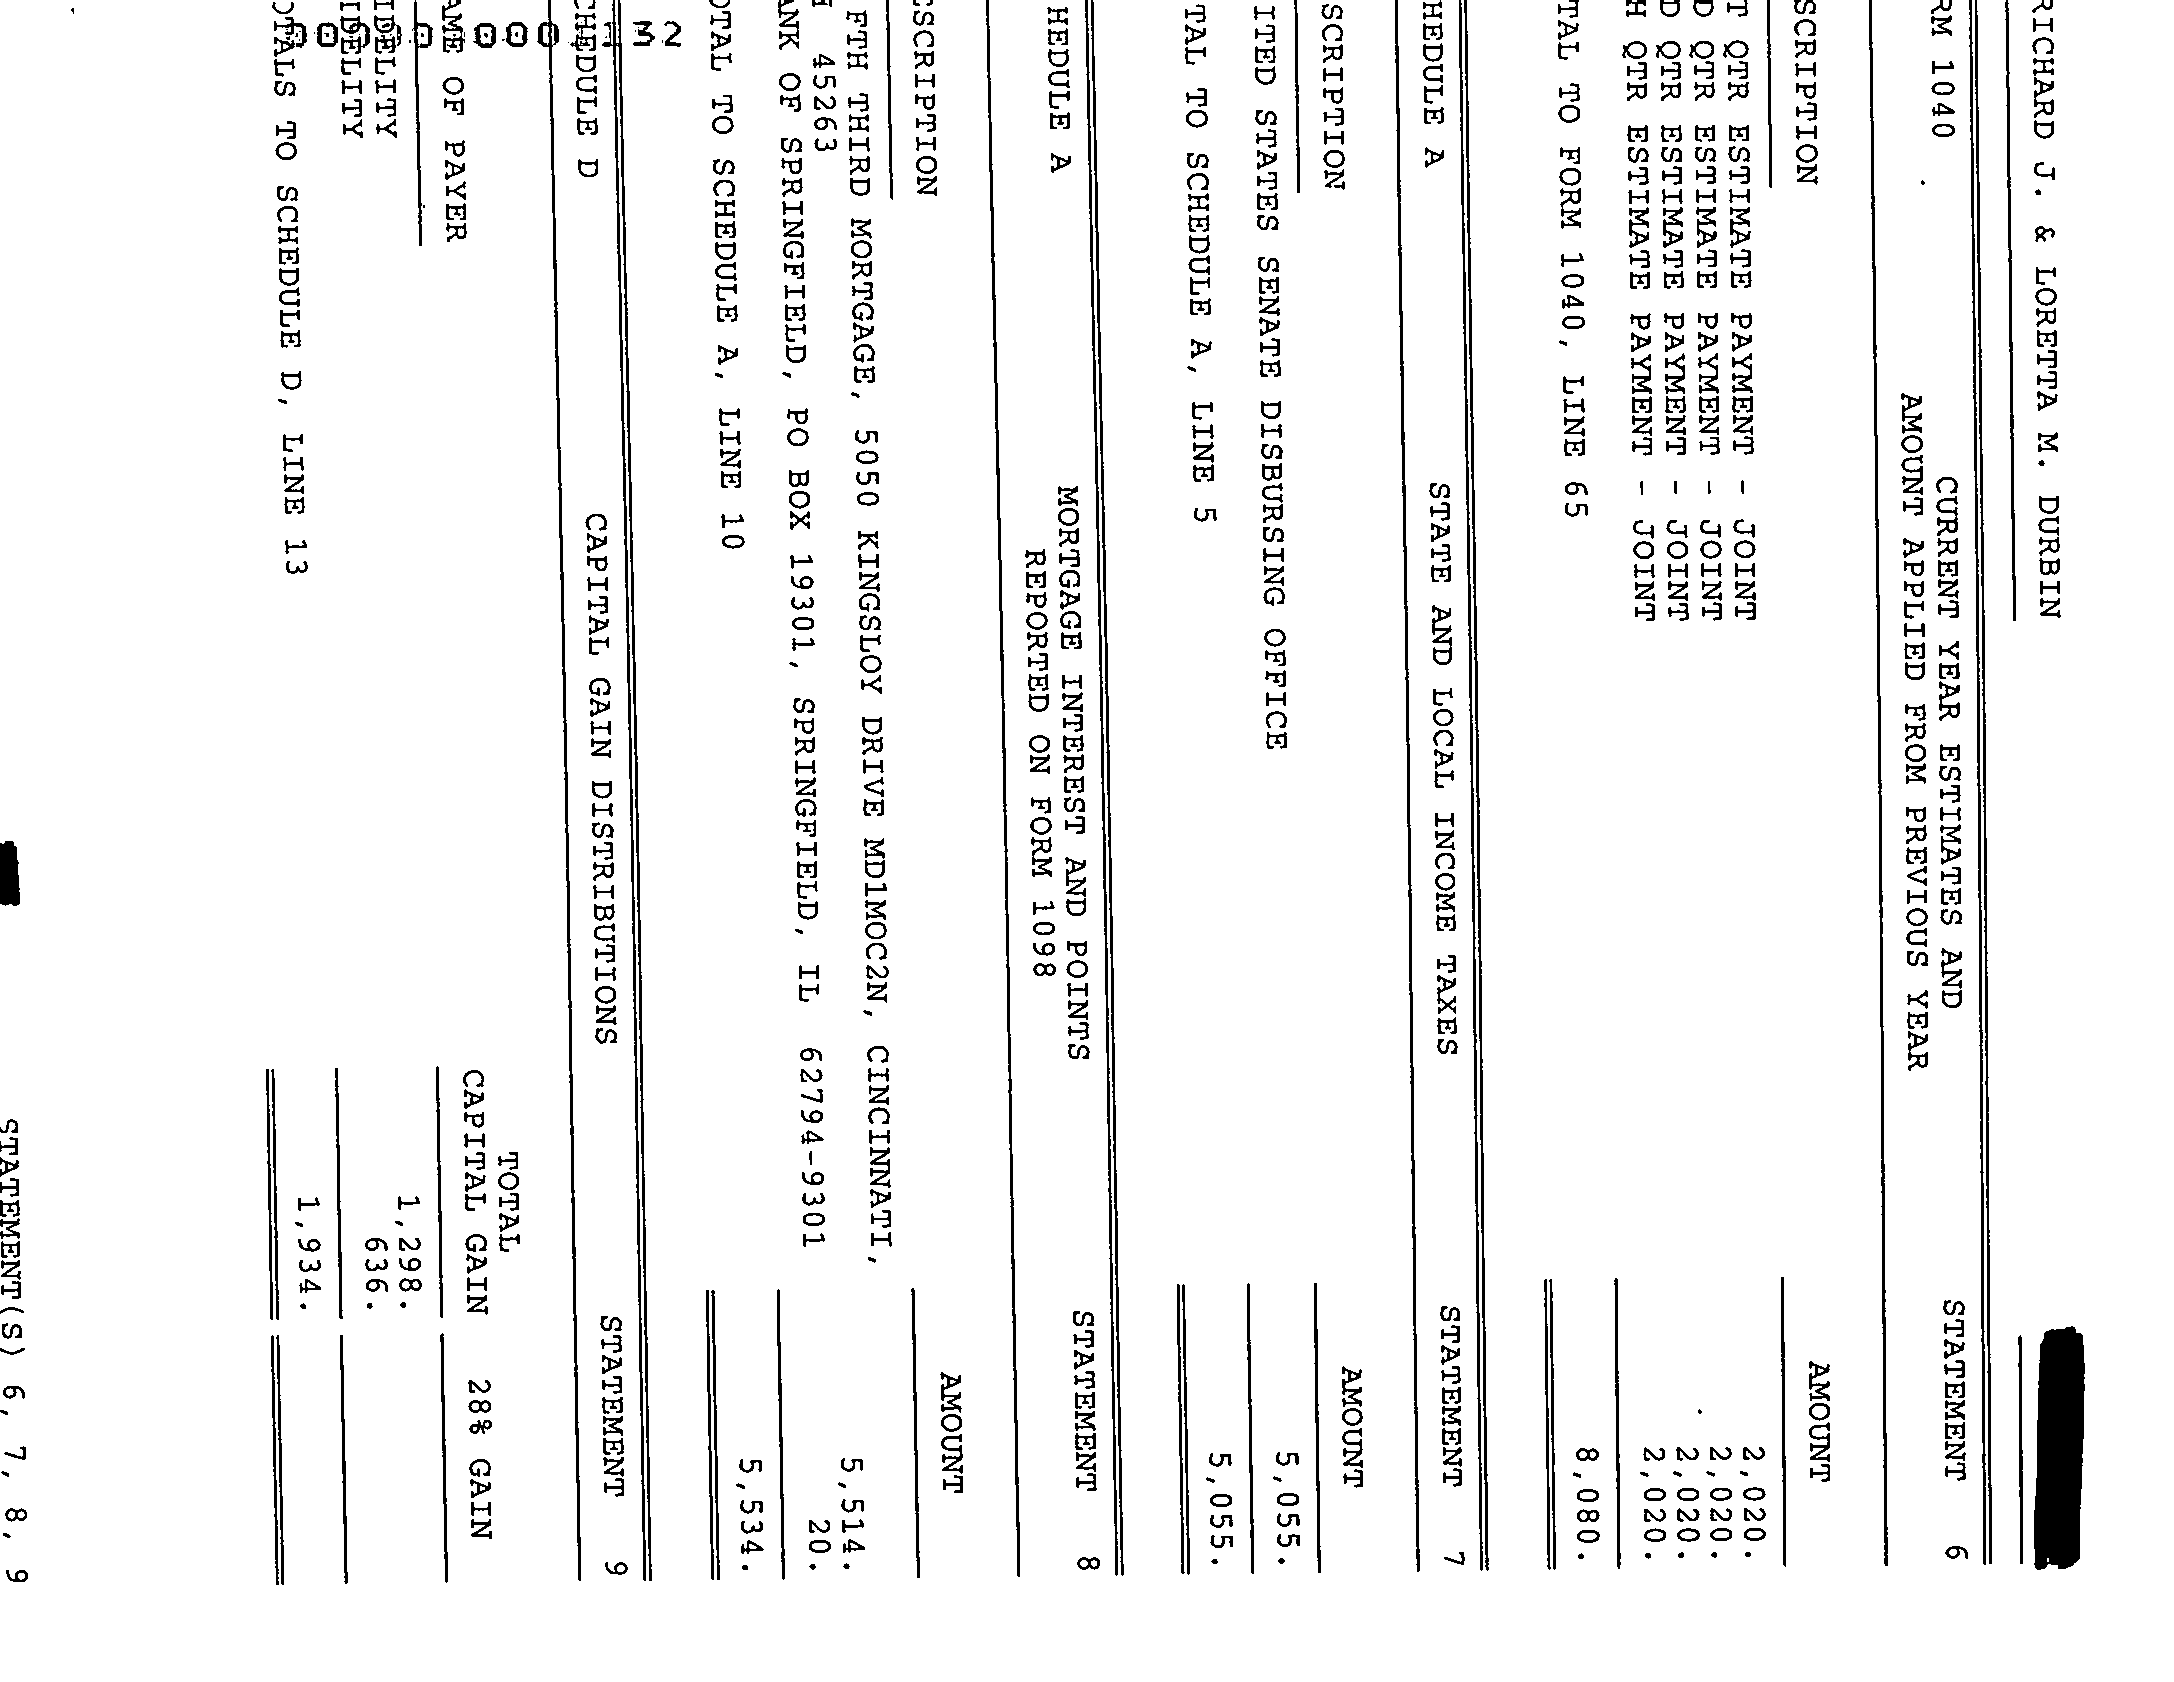 RICHARD J. & LORETTA M. DURBIN
RM 1040 CURRENT YEAR ESTIMATES AND STATEMENT 6
AMOUNT APPLIED FROM PREVIOUS YEAR
SCRIPTION AMOUNT
T QTR ESTIMATE PAYMENT - JOINT 2,020.
D QTR ESTIMATE PAYMENT - JOINT 2,020.
D QTR ESTIMATE PAYMENT - JOINT 2,020.
H QTR ESTIMATE PAYMENT - JOINT 2,020.
TAL TO FORM 1040, LINE 65 8,080.
HEDULE A STATE AND LOCAL INCOME TAXES STATEMENT 7
SCRIPTION AMOUNT
ITED STATES SENATE DISBURSING OFFICE 5,055.
TAL TO SCHEDULE A, LINE 5 5,055.
HEDULE A MORTGAGE INTEREST AND POINTS STATEMENT 8
REPORTED ON FORM 1098
ESCRIPTION AMOUNT
FTH THIRD MORTGAGE, 5050 KINGSLOY DRIVE MD1MOC2N, CINCINNATI,
H 45263 5,514.
ANK OF SPRINGFIELD, PO BOX 19301, SPRINGFIELD, IL 62794-9301 20.
OTAL TO SCHEDULE A, LINE 10 5,534.
CHEDULE D CAPITAL GAIN DISTRIBUTIONS STATEMENT 9
TOTAL
AME OF PAYER CAPITAL GAIN 28% GAIN
IDELITY 1,298.
IDELITY 636.
OTALS TO SCHEDULE D, LINE 13 1,934.
STATEMENT(S) 6, 7, 8, 9